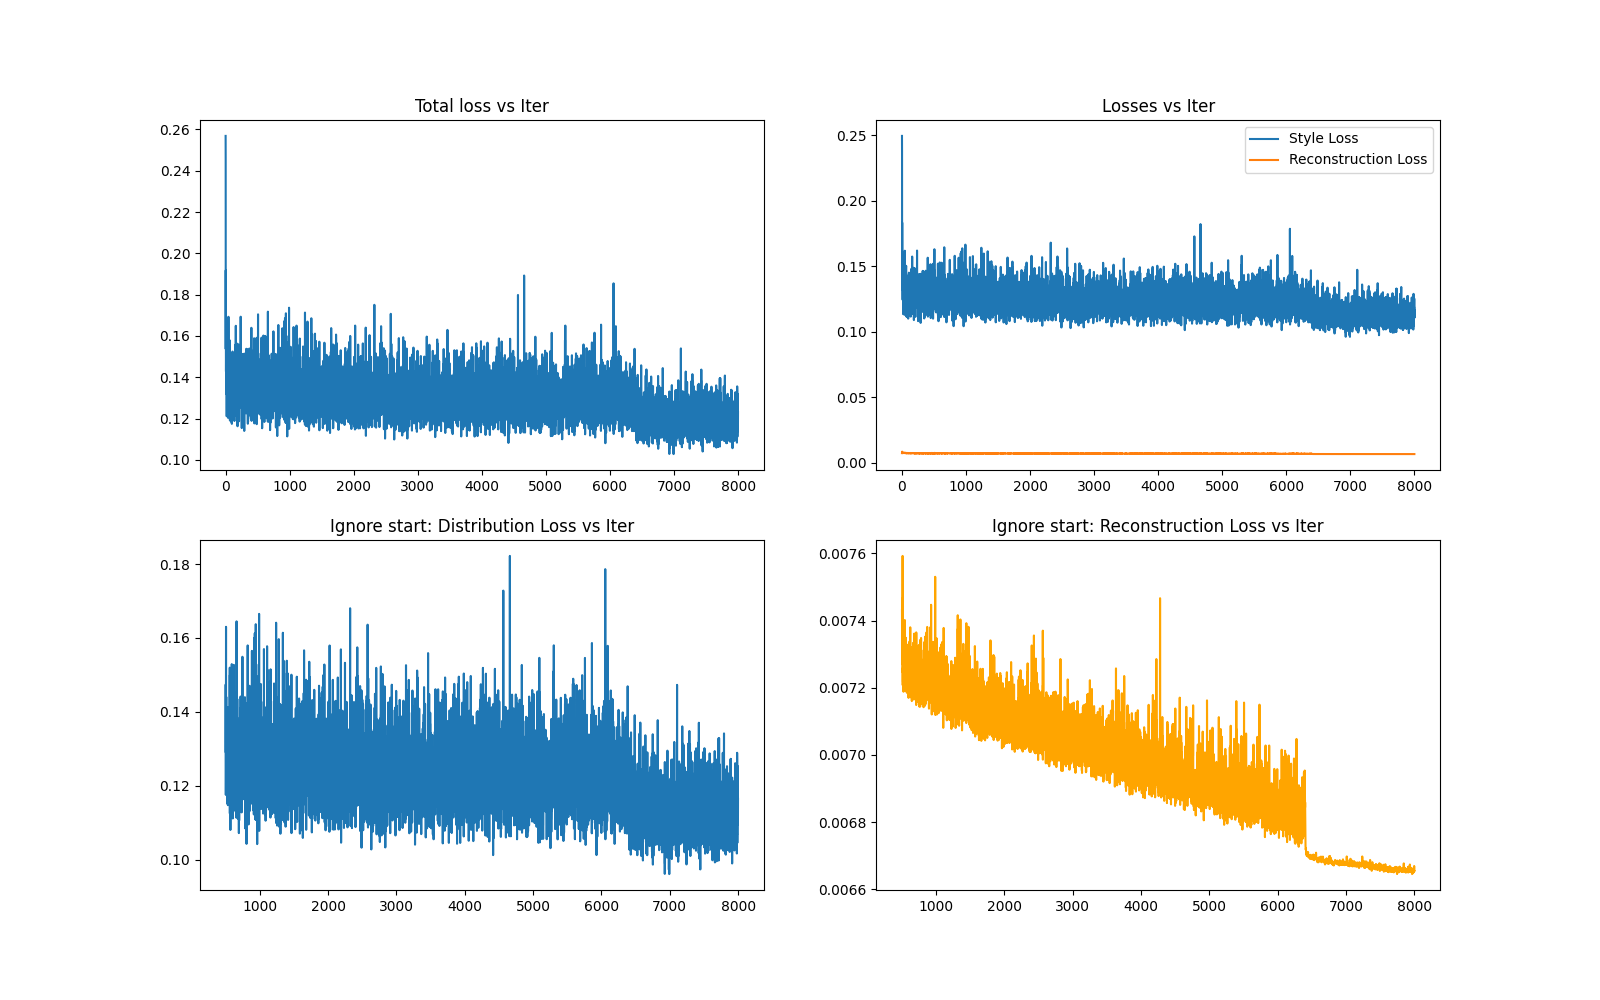 Total loss vs Iter
0.26
0.24
0.22
0.20
0.18
0.16
0.14
0.12
0.10
0 1000 2000 3000 4000 5000 6000 7000 8000
Losses vs Iter
Style Loss
Reconstruction Loss
0.25
0.20
0.15
0.10
0.05
0.00
0 1000 2000 3000 4000 5000 6000 7000 8000
Ignore start: Distribution Loss vs Iter
0.18
0.16
0.14
0.12
0.10
1000 2000 3000 4000 5000 6000 7000 8000
Ignore start: Reconstruction Loss vs Iter
0.0076
0.0074
0.0072
0.0070
0.0068
0.0066
1000 2000 3000 4000 5000 6000 7000 8000